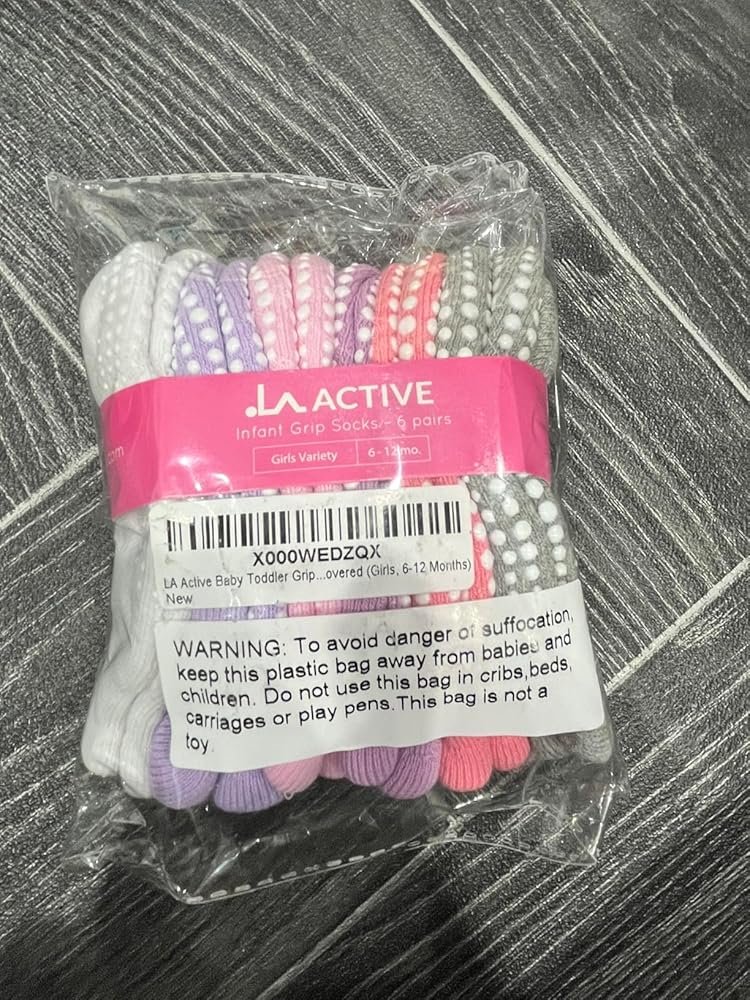 .LA ACTIVE
Infant Grip Socks - 6 pairs
Girls Variety 6-12mo.
com
X000WEDZQX
LA Active Baby Toddler Grip...overed (Girls, 6-12 Months)
New
WARNING: To avoid danger of suffocation,
keep this plastic bag away from babies and
children. Do not use this bag in cribs,beds,
carriages or play pens.This bag is not a
toy.